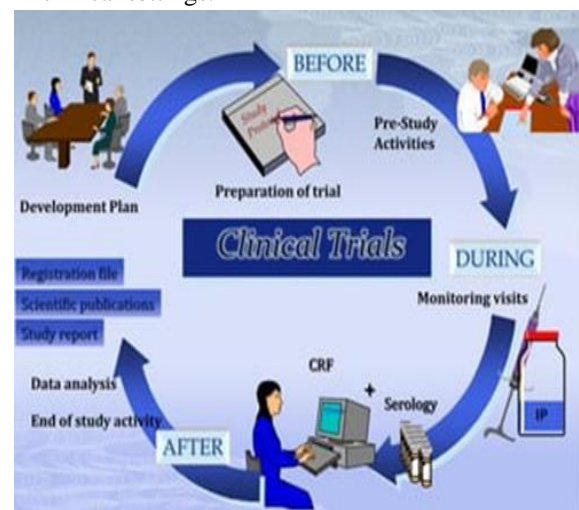 BEFORE
Study
Pre-Study
Activities
Preparation of trial
Development Plan
Clinical Trials
DURING
Registration file
Monitoring visits
Scientific publications
Study report
CRF
+
Data analysis
Serology
IP
End of study activity
AFTER